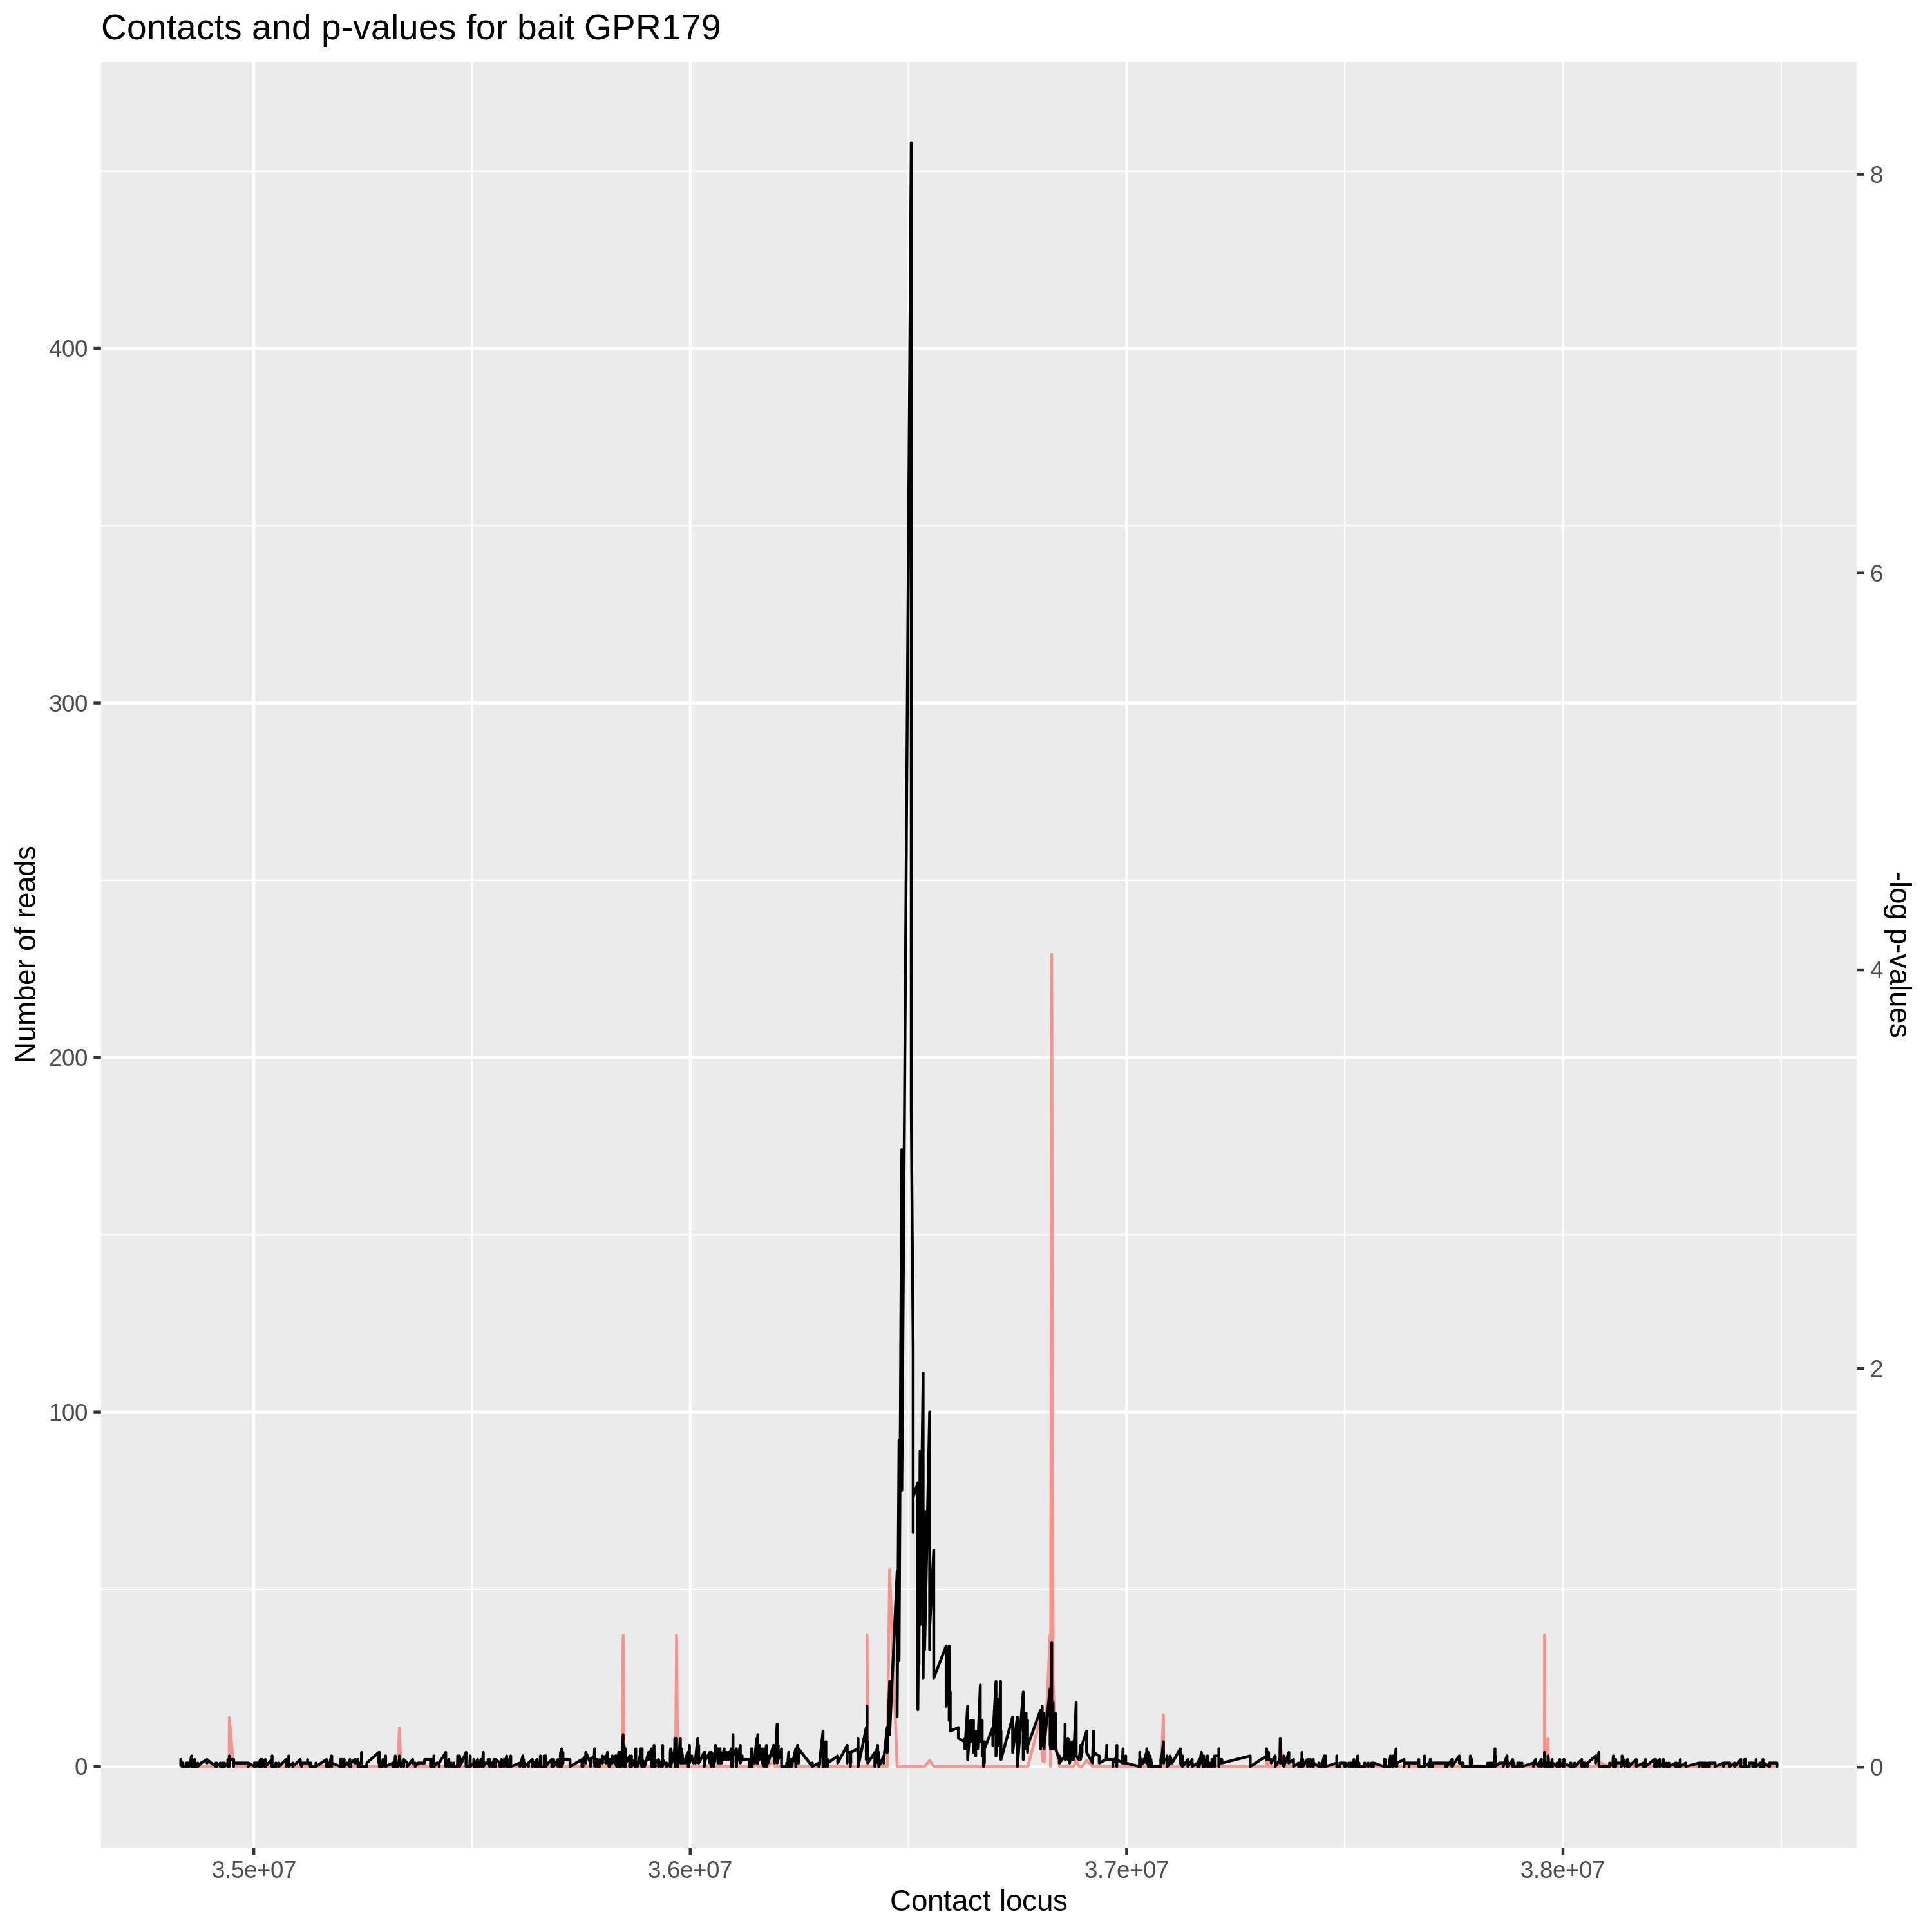 Contacts and p-values for bait GPR179
Number of reads
400
300
200
100
0
8
6
4
2
0
-log p-values
3.5e+07 3.6e+07 3.7e+07 3.8e+07
Contact locus